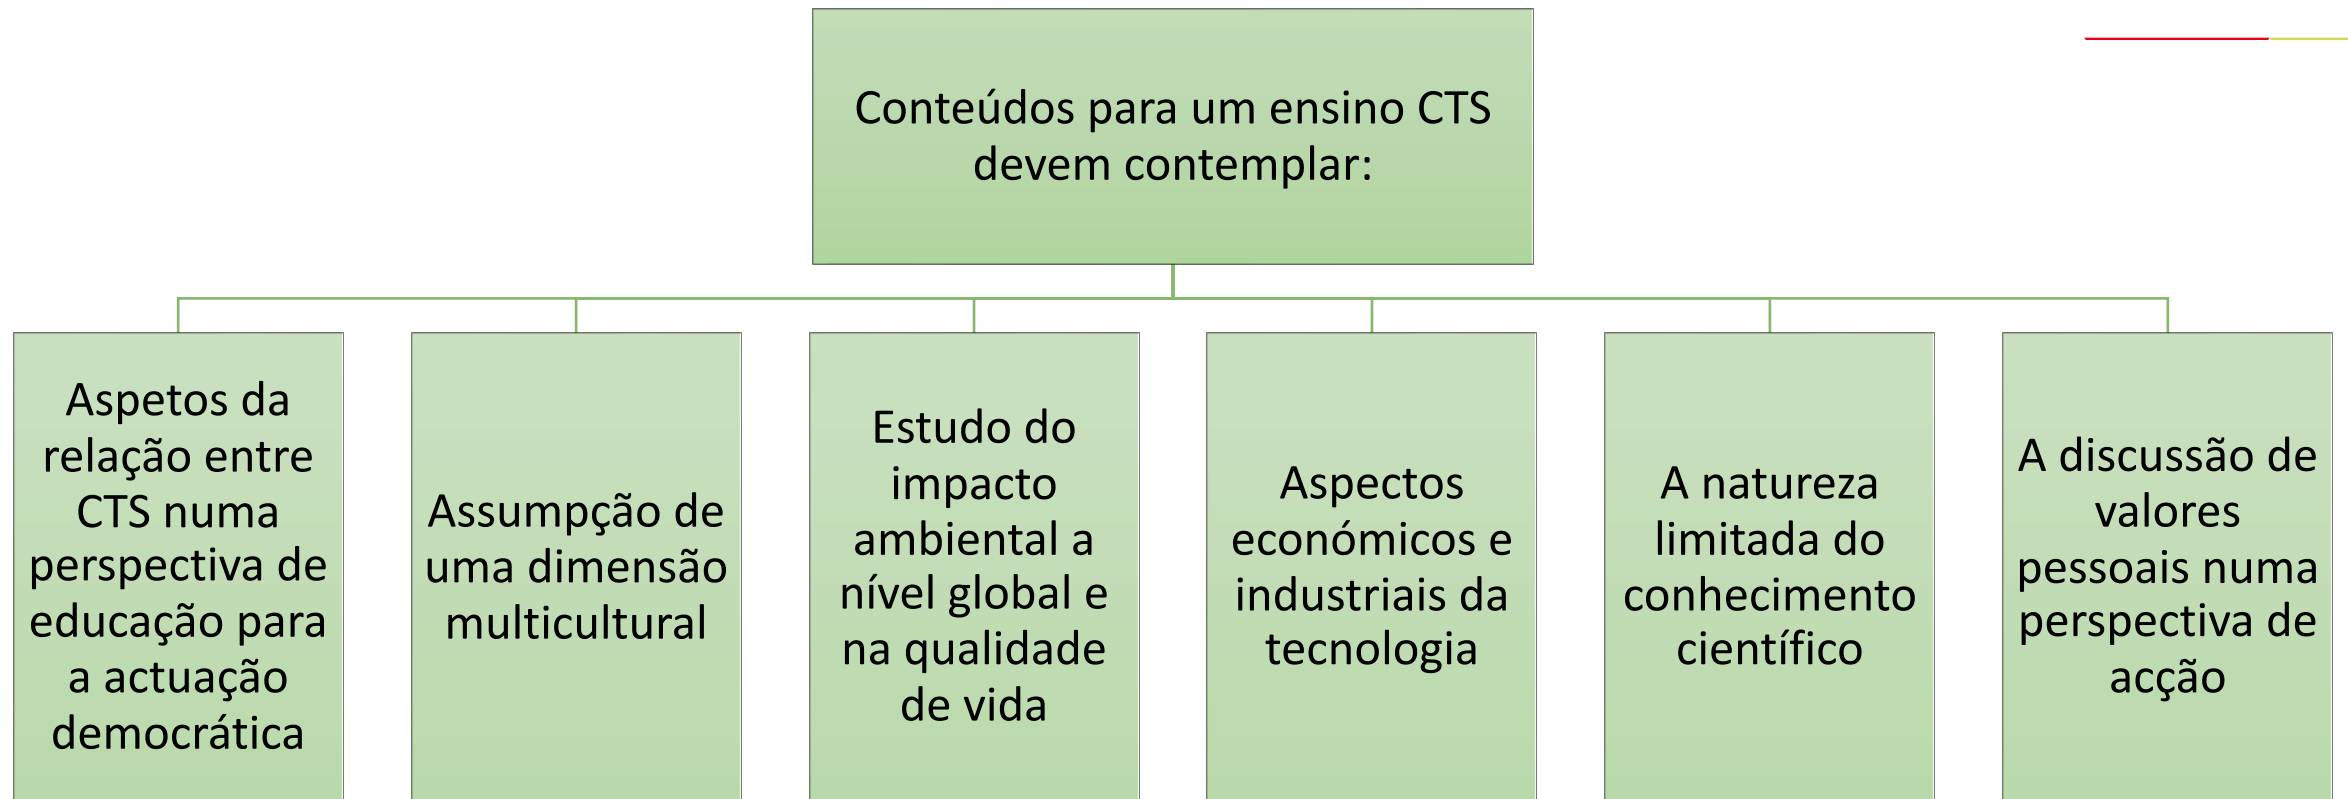 Conteúdos para um ensino CTS
devem contemplar:
Aspetos da
relação entre
CTS numa
perspectiva de
educação para
a actuação
democrática
Assumpção de
uma dimensão
multicultural
Estudo do
impacto
ambiental a
nível global e
na qualidade
de vida
Aspectos
económicos e
industriais da
tecnologia
A natureza
limitada do
conhecimento
científico
A discussão de
valores
pessoais numa
perspectiva de
acção